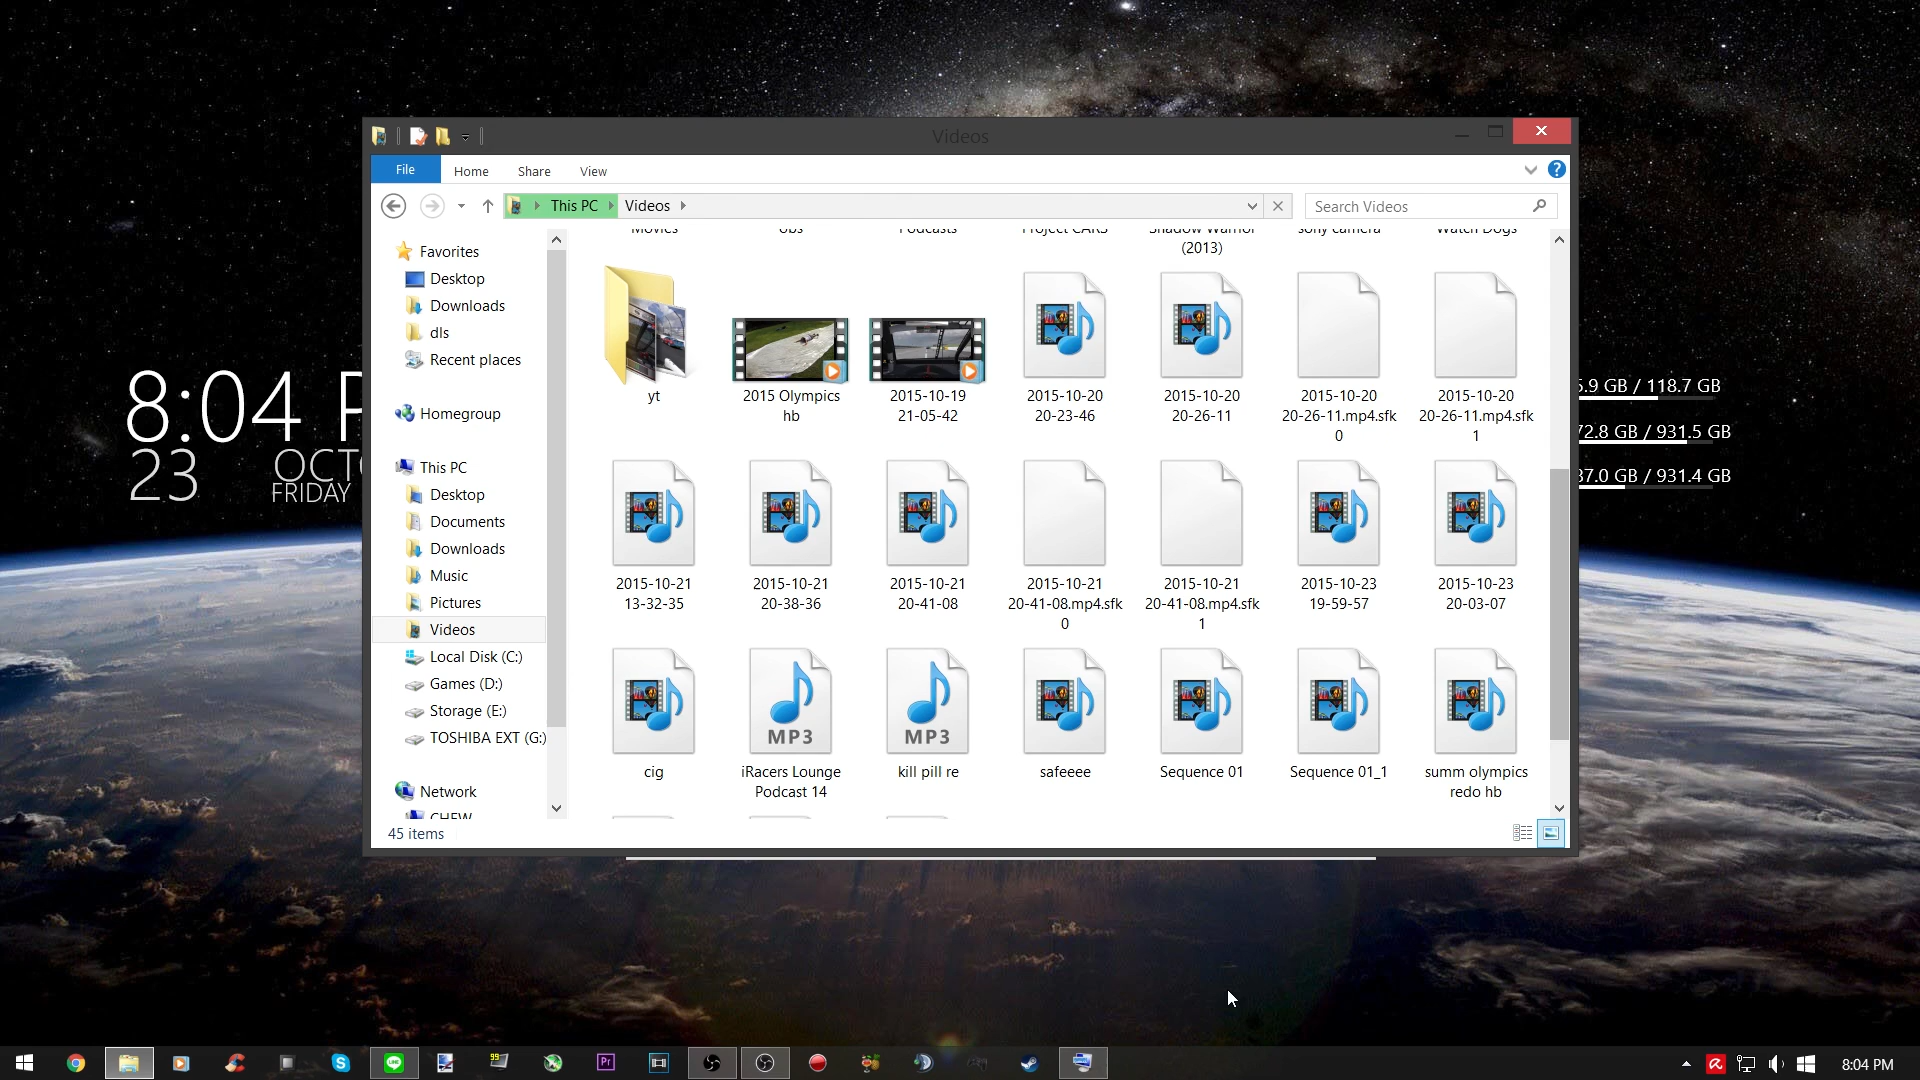 Videos
File
Home
Share
View
This PC
Videos
Search Videos
Favorites
Desktop
Downloads
dls
Recent places
Homegroup
This PC
Desktop
Documents
Downloads
Music
Pictures
Videos
Local Disk (C:)
Games (D:)
Storage (E:)
TOSHIBA EXT (G:)
Network
CHEW
Movies
obs
Podcasts
Project CARS
Shadow Warrior
(2013)
sony camera
Watch Dogs
yt
2015 Olympics
hb
2015-10-19
21-05-42
2015-10-20
20-23-46
2015-10-20
20-26-11
2015-10-20
20-26-11.mp4.sfk
0
2015-10-20
20-26-11.mp4.sfk
1
2015-10-21
13-32-35
2015-10-21
20-38-36
2015-10-21
20-41-08
2015-10-21
20-41-08.mp4.sfk
0
2015-10-21
20-41-08.mp4.sfk
1
2015-10-23
19-59-57
2015-10-23
20-03-07
cig
MP3
iRacers Lounge
Podcast 14
MP3
kill pill re
safeeee
Sequence 01
Sequence 01_1
summ olympics
redo hb
45 items
8:04 P
23
OCTO
FRIDAY
5.9 GB / 118.7 GB
72.8 GB / 931.5 GB
37.0 GB / 931.4 GB
LINE
99
Pr
8:04 PM